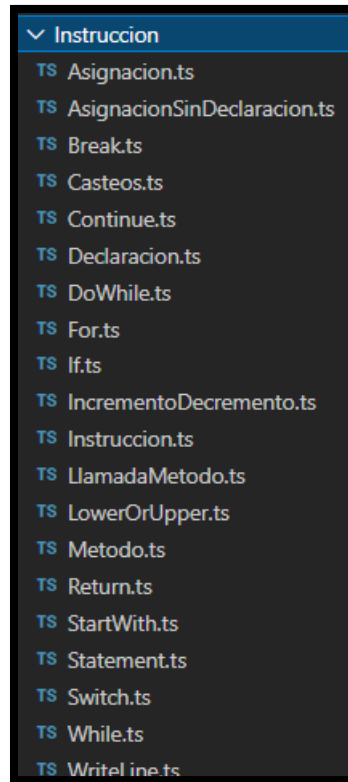 Instruccion
TS Asignacion.ts
TS AsignacionSinDeclaracion.ts
TS Break.ts
TS Casteos.ts
TS Continue.ts
TS Declaracion.ts
TS DoWhile.ts
TS For.ts
TS If.ts
TS IncrementoDecremento.ts
TS Instruccion.ts
TS LlamadaMetodo.ts
TS LowerOrUpper.ts
TS Metodo.ts
TS Return.ts
TS StartWith.ts
TS Statement.ts
TS Switch.ts
TS While.ts
TS WriteLine.ts